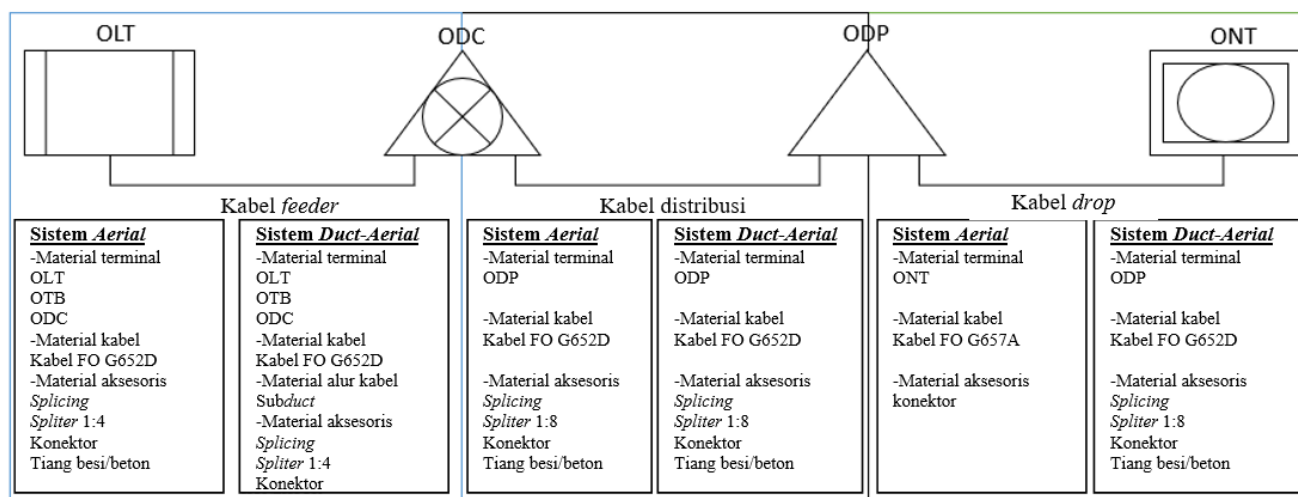 OLT
ODC
ODP
ONT
Kabel feeder
Kabel distribusi
Kabel drop
Sistem Aerial
-Material terminal
OLT
OTB
ODC
-Material kabel
Kabel FO G652D
-Material aksesoris
Splicing
Spliter 1:4
Konektor
Tiang besi/beton
Sistem Duct-Aerial
-Material terminal
OLT
OTB
ODC
-Material kabel
Kabel FO G652D
-Material alur kabel
Subduct
-Material aksesoris
Splicing
Spliter 1:4
Konektor
Sistem Aerial
-Material terminal
ODP
-Material kabel
Kabel FO G652D
-Material aksesoris
Splicing
Spliter 1:8
Konektor
Tiang besi/beton
Sistem Duct-Aerial
-Material terminal
ODP
-Material kabel
Kabel FO G652D
-Material aksesoris
Splicing
Spliter 1:8
Konektor
Tiang besi/beton
Sistem Aerial
-Material terminal
ONT
-Material kabel
Kabel FO G657A
-Material aksesoris
konektor
Sistem Duct-Aerial
-Material terminal
ODP
-Material kabel
Kabel FO G652D
-Material aksesoris
Splicing
Spliter 1:8
Konektor
Tiang besi/beton